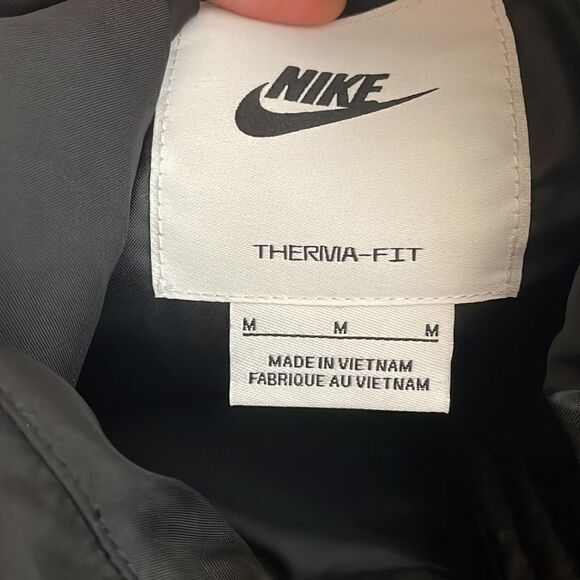 NIKE
THERMA-FIT
M M M
MADE IN VIETNAM
FABRIQUE AU VIETNAM